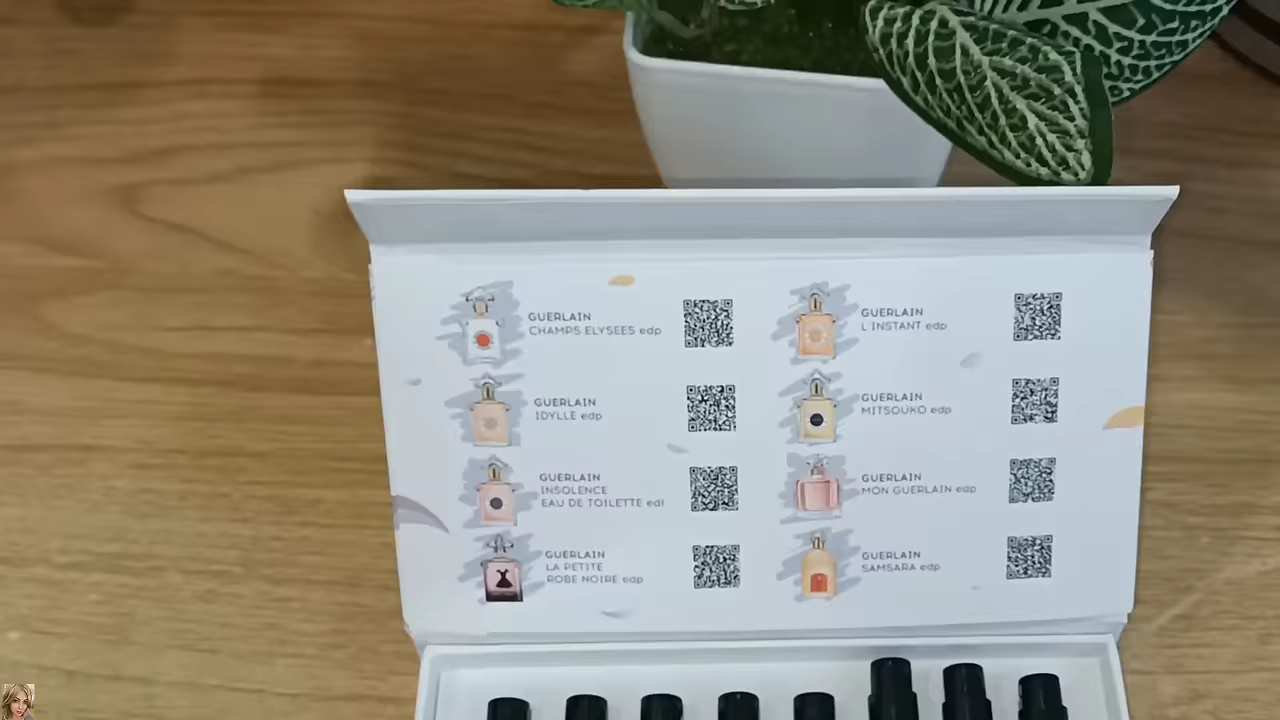 GUERLAIN
CHAMPS ELYSEES edp
GUERLAIN
IDYLLE edp
GUERLAIN
INSOLENCE
EAU DE TOILETTE edt
GUERLAIN
LA PETITE
ROBE NOIRE edp
GUERLAIN
L INSTANT edp
GUERLAIN
MITSOUKO edp
GUERLAIN
MON GUERLAIN edp
GUERLAIN
SAMSARA edp